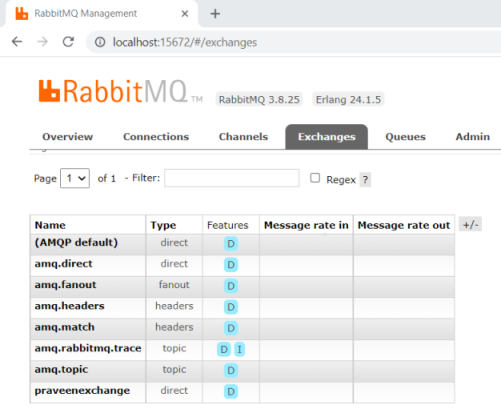 RabbitMQ Management
localhost:15672/#/exchanges
RabbitMQ TM RabbitMQ 3.8.25 Erlang 24.1.5
Overview Connections Channels Exchanges Queues Admin
Page 1 of 1 - Filter: Regex ?
Name Type Features Message rate in Message rate out +/-
(AMQP default) direct D
amq.direct direct D
amq.fanout fanout D
amq.headers headers D
amq.match headers D
amq.rabbitmq.trace topic D I
amq.topic topic D
praveenexchange direct D